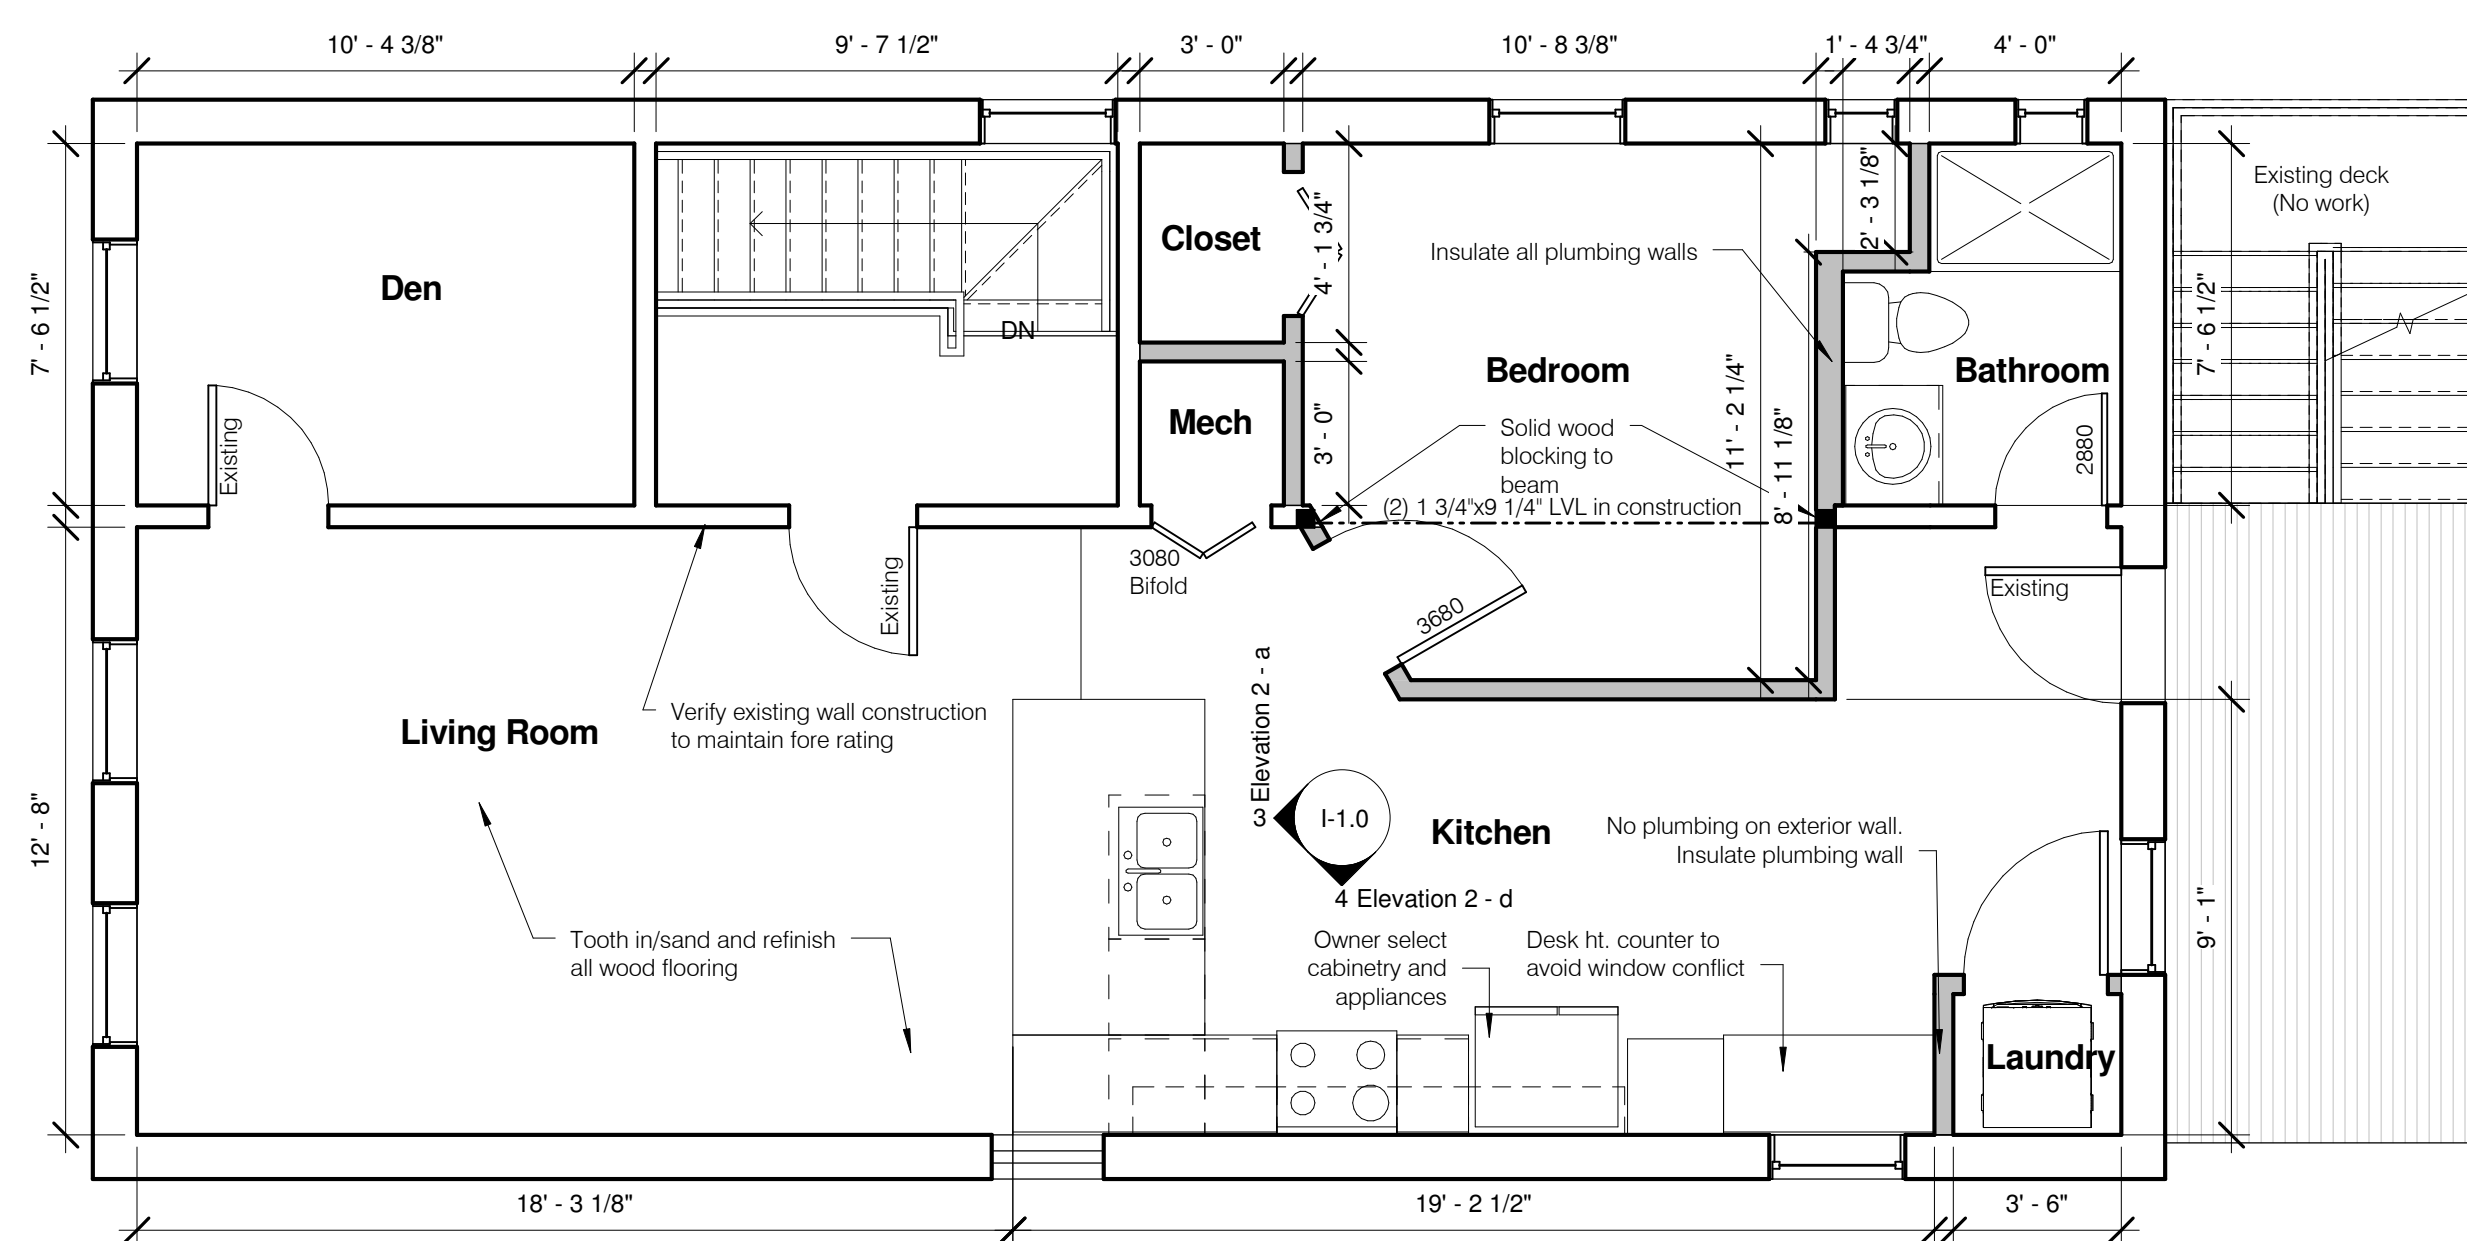 10' - 4 3/8"
9' - 7 1/2"
3' - 0"
10' - 8 3/8"
1' - 4 3/4"
4' - 0"
Existing deck
(No work)
2' - 3 1/8"
Closet
4' - 1 3/4"
Insulate all plumbing walls
Den
7' - 6 1/2"
7' - 6 1/2"
DN
Bedroom
Bathroom
Mech
3' - 0"
11' - 2 1/4"
8' - 11 1/8"
Solid wood
blocking to
beam
2880
Existing
(2) 1 3/4"x9 1/4" LVL in construction
3080
Bifold
Existing
Existing
3680
Living Room
Verify existing wall construction
to maintain fore rating
3 Elevation 2 - a
I-1.0
4 Elevation 2 - d
Kitchen
No plumbing on exterior wall.
Insulate plumbing wall
12' - 8"
9' - 1"
Tooth in/sand and refinish
all wood flooring
Owner select
cabinetry and
appliances
Desk ht. counter to
avoid window conflict
Laundry
18' - 3 1/8"
19' - 2 1/2"
3' - 6"